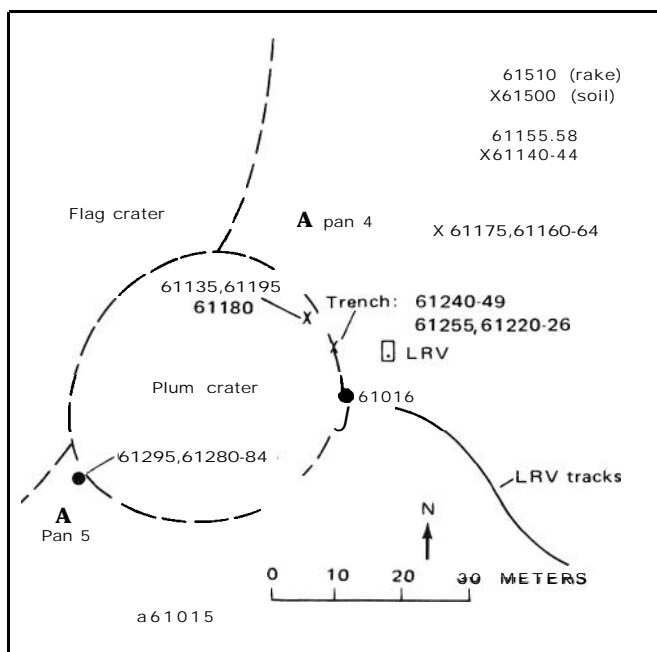 61510 (rake)
X61500 (soil)
61155.58
X61140-44
Flag crater
A pan 4
X 61175,61160-64
61135,61195
61180
Trench: 61240-49
61255,61220-26
LRV
Plum crater
61016
61295,61280-84
LRV tracks
A
Pan 5
N
0 10 20 30 METERS
a61015